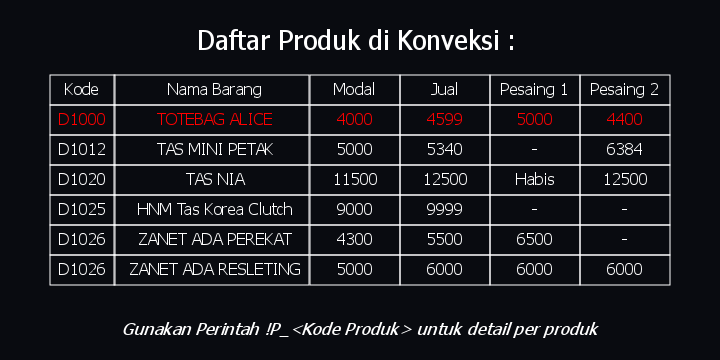 Daftar Produk di Konveksi :
Kode Nama Barang Modal Jual Pesaing 1 Pesaing 2
D1000 TOTEBAG ALICE 4000 4599 5000 4400
D1012 TAS MINI PETAK 5000 5340 - 6384
D1020 TAS NIA 11500 12500 Habis 12500
D1025 HNM Tas Korea Clutch 9000 9999 - -
D1026 ZANET ADA PEREKAT 4300 5500 6500 -
D1026 ZANET ADA RESLETING 5000 6000 6000 6000
Gunakan Perintah !P_<Kode Produk> untuk detail per produk